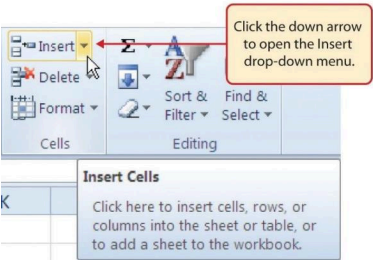 Click the down arrow
to open the Insert
drop-down menu.
Insert
Delete
Format
Σ
A
Z
Sort &
Filter
Find &
Select
Cells
Editing
Insert Cells
K
Click here to insert cells, rows, or
columns into the sheet or table, or
to add a sheet to the workbook.